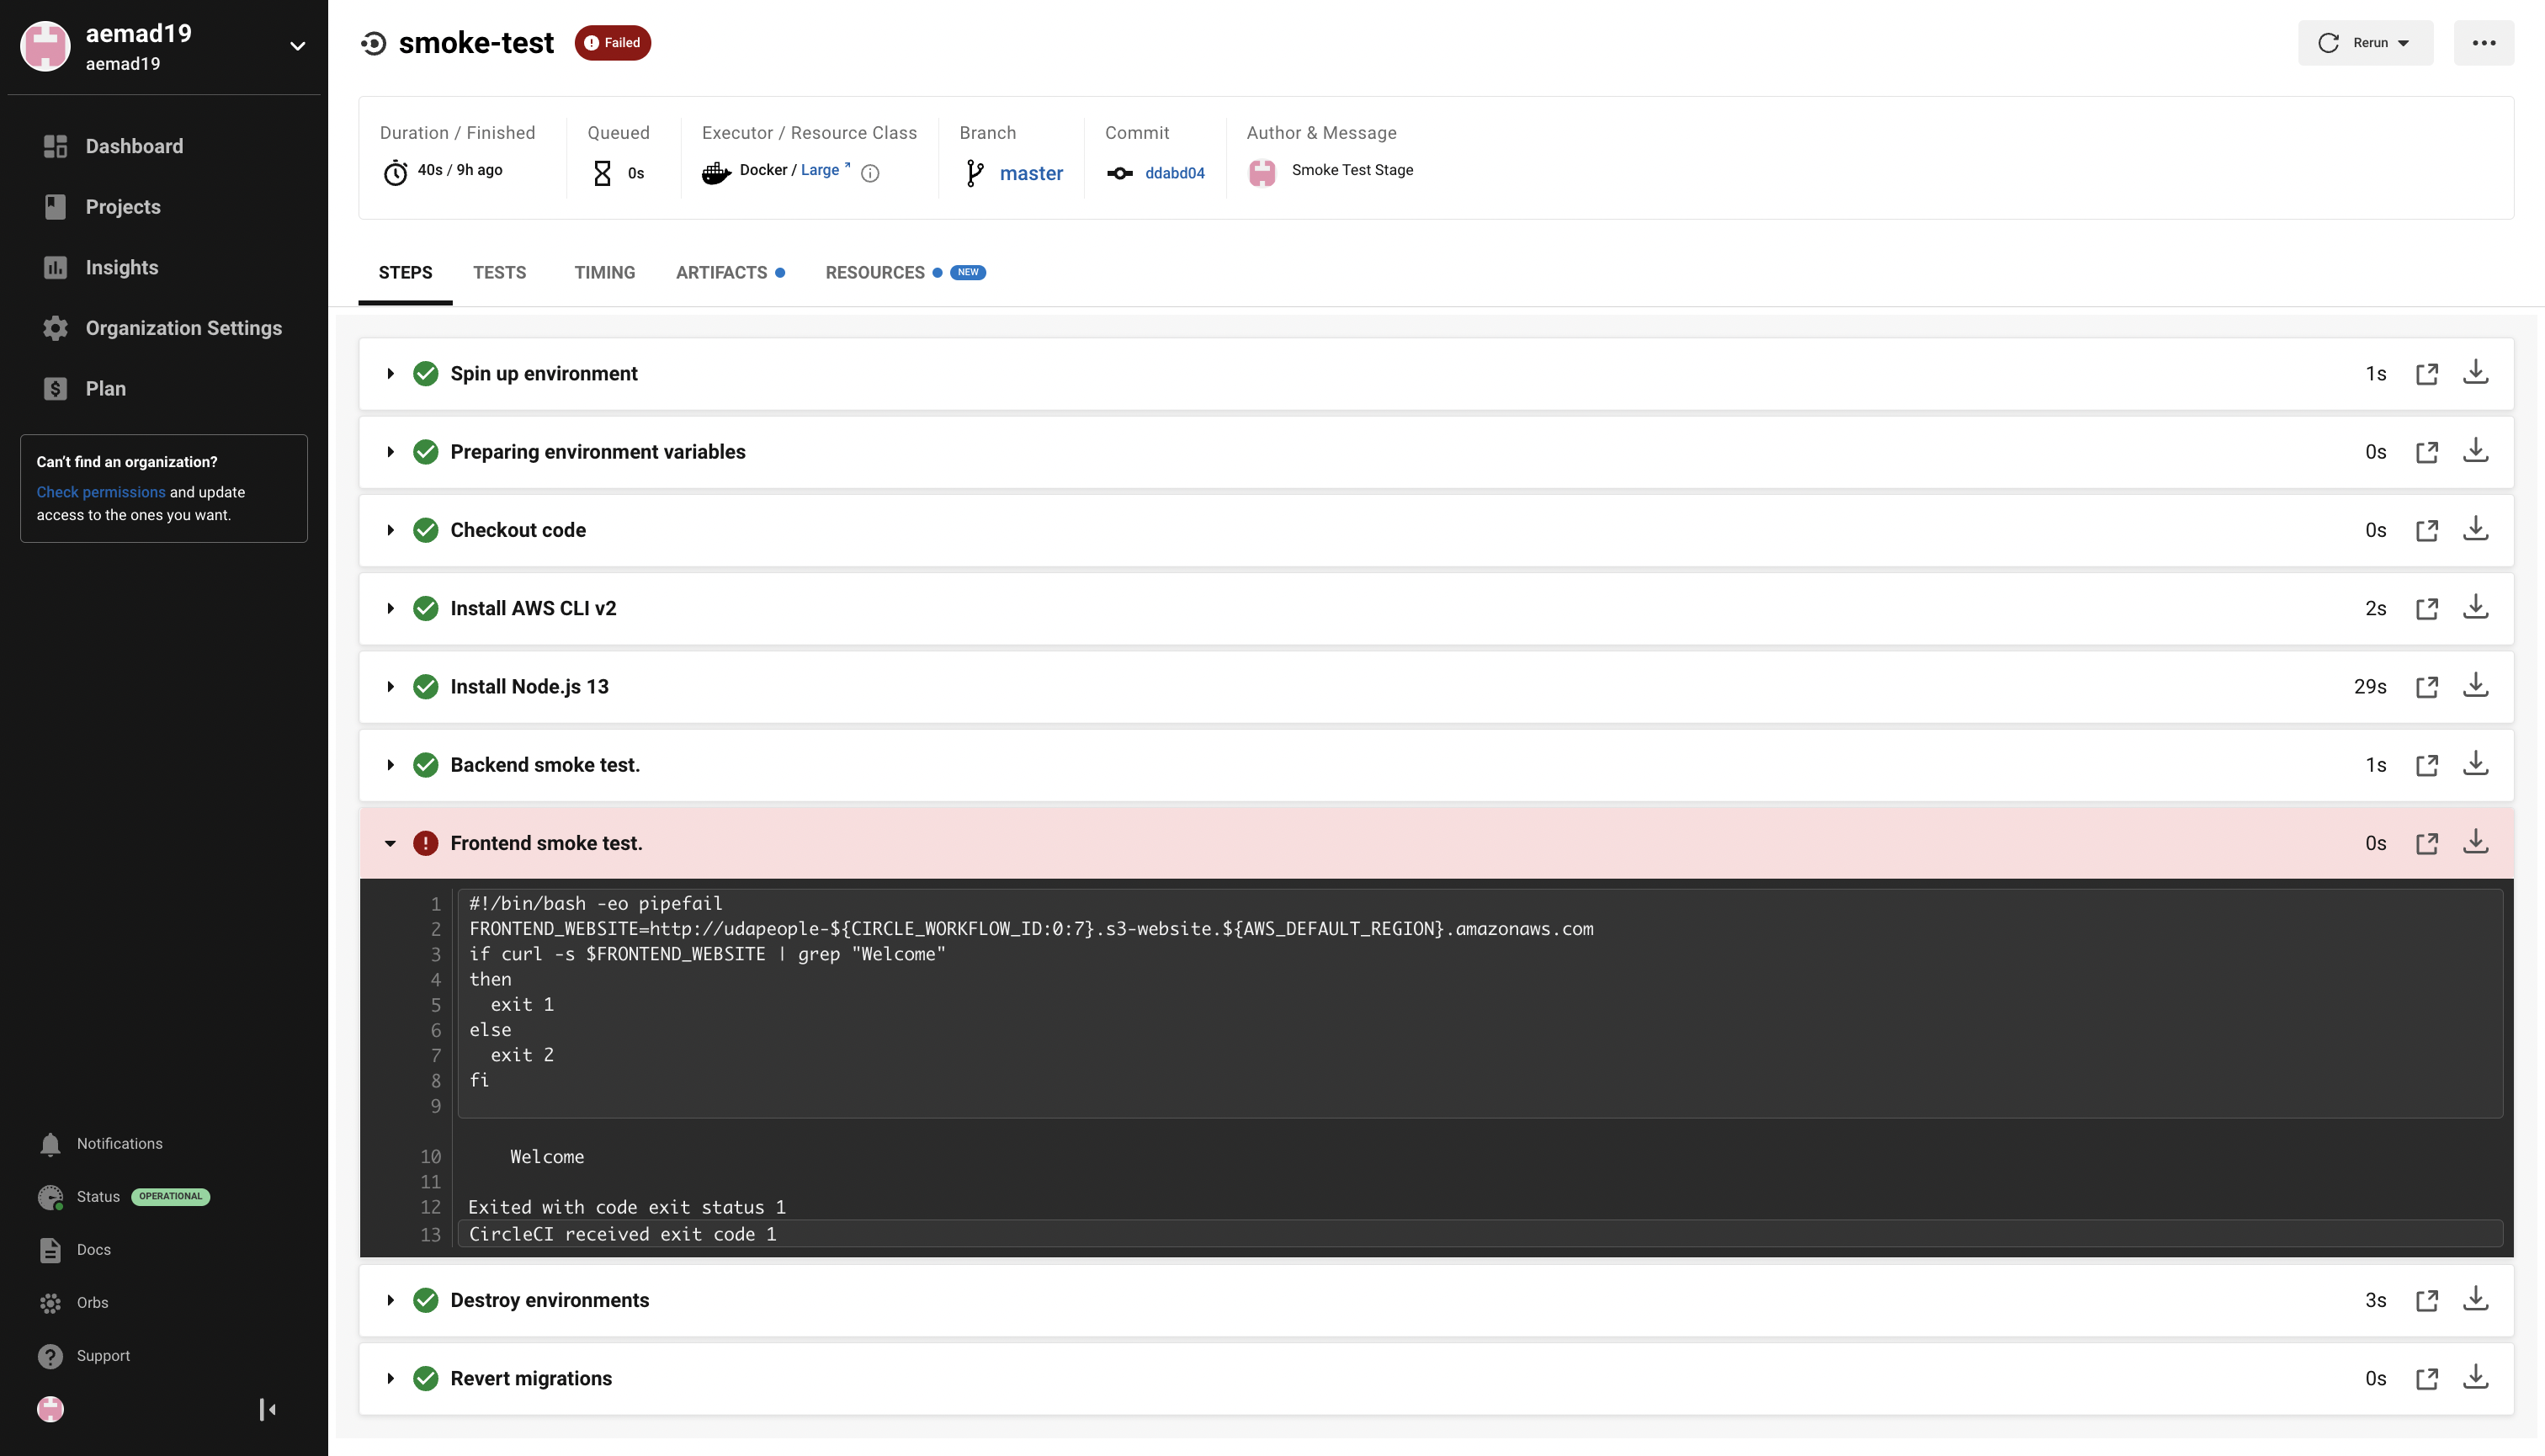 aemad19
aemad19
Dashboard
Projects
Insights
Organization Settings
Plan
Can't find an organization?
Check permissions and update
access to the ones you want.
Notifications
Status OPERATIONAL
Docs
Orbs
Support
smoke-test Failed
Rerun
Duration / Finished
40s / 9h ago
Queued
0s
Executor / Resource Class
Docker / Large
Branch
master
Commit
ddabd04
Author & Message
Smoke Test Stage
STEPS TESTS TIMING ARTIFACTS RESOURCES NEW
Spin up environment 1s
Preparing environment variables 0s
Checkout code 0s
Install AWS CLI v2 2s
Install Node.js 13 29s
Backend smoke test. 1s
Frontend smoke test. 0s
1 #!/bin/bash -eo pipefail
2 FRONTEND_WEBSITE=http://udapeople-${CIRCLE_WORKFLOW_ID:0:7}.s3-website.${AWS_DEFAULT_REGION}.amazonaws.com
3 if curl -s $FRONTEND_WEBSITE | grep "Welcome"
4 then
5 exit 1
6 else
7 exit 2
8 fi
9
10 Welcome
11
12 Exited with code exit status 1
13 CircleCI received exit code 1
Destroy environments 3s
Revert migrations 0s